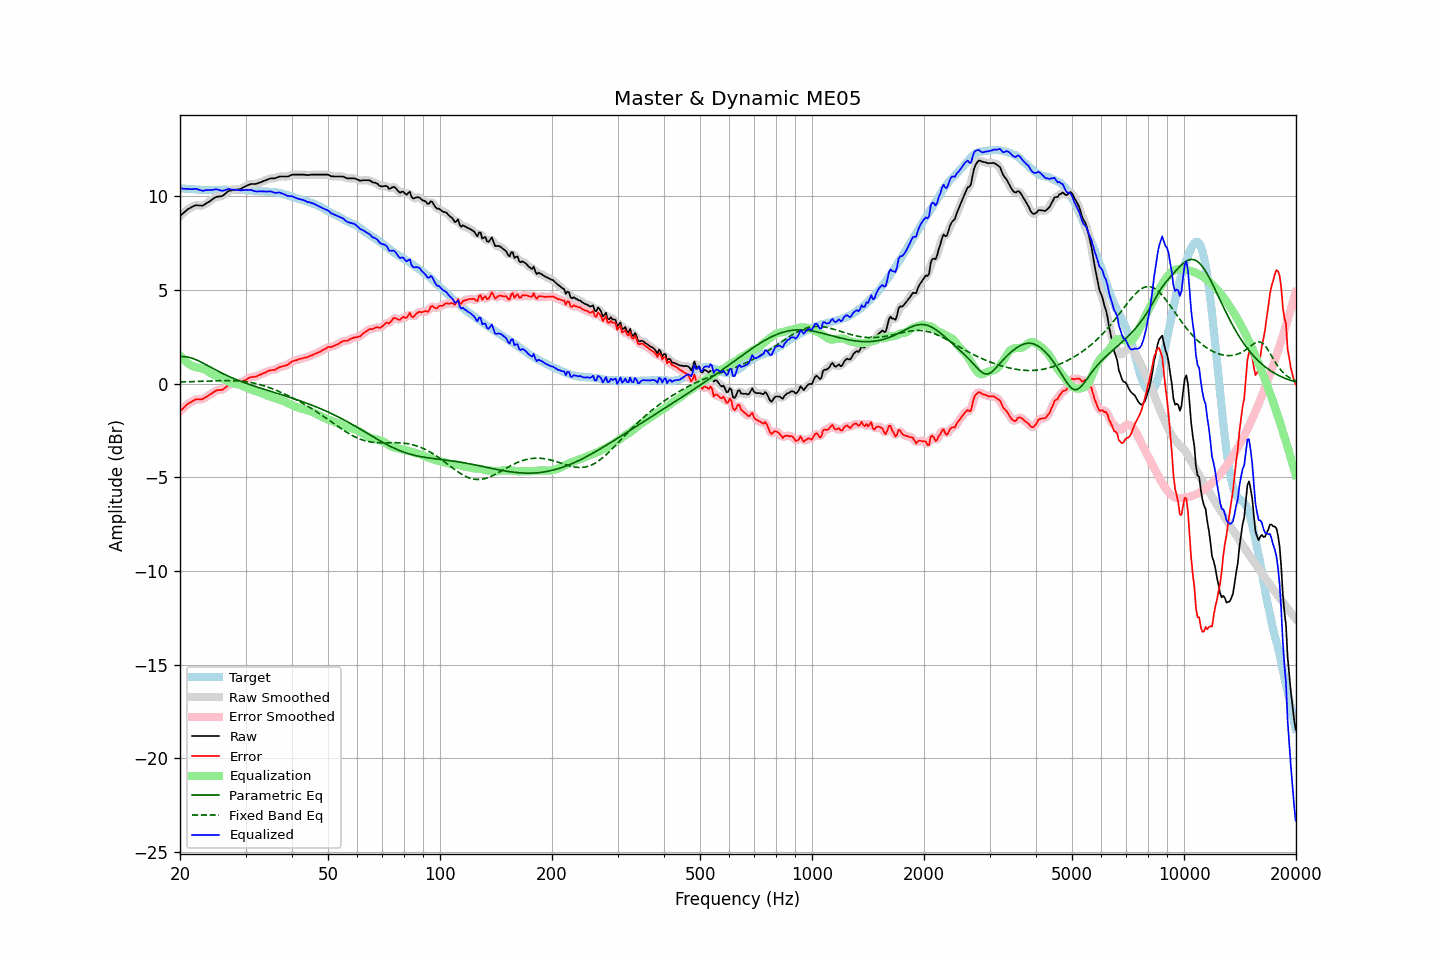 Master & Dynamic ME05
Amplitude (dBr)
10
5
0
−5
−10
−15
−20
−25
Target
Raw Smoothed
Error Smoothed
Raw
Error
Equalization
Parametric Eq
Fixed Band Eq
Equalized
20 50 100 200 500 1000 2000 5000 10000 20000
Frequency (Hz)